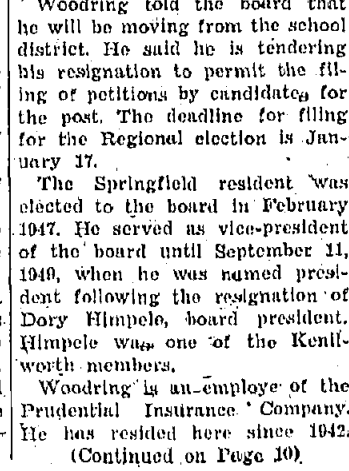 Woodring told the board that
he will be moving from the school
district. He said he is tendering
his resignation to permit the fil-
ing of petitions by candidates for
the post. The deadline for filing
for the Regional election is Jan-
uary 17.
The Springfield resident was
elected to the board in February
1947. He served as vice-president
of the board until September 11,
1949, when he was named presi-
dent following the resignation of
Dory Himpele, board president.
Himpele was one of the Kenil-
worth members.
Woodring is an employe of the
Prudential Insurance Company.
He has resided here since 1942.
(Continued on Page 10)